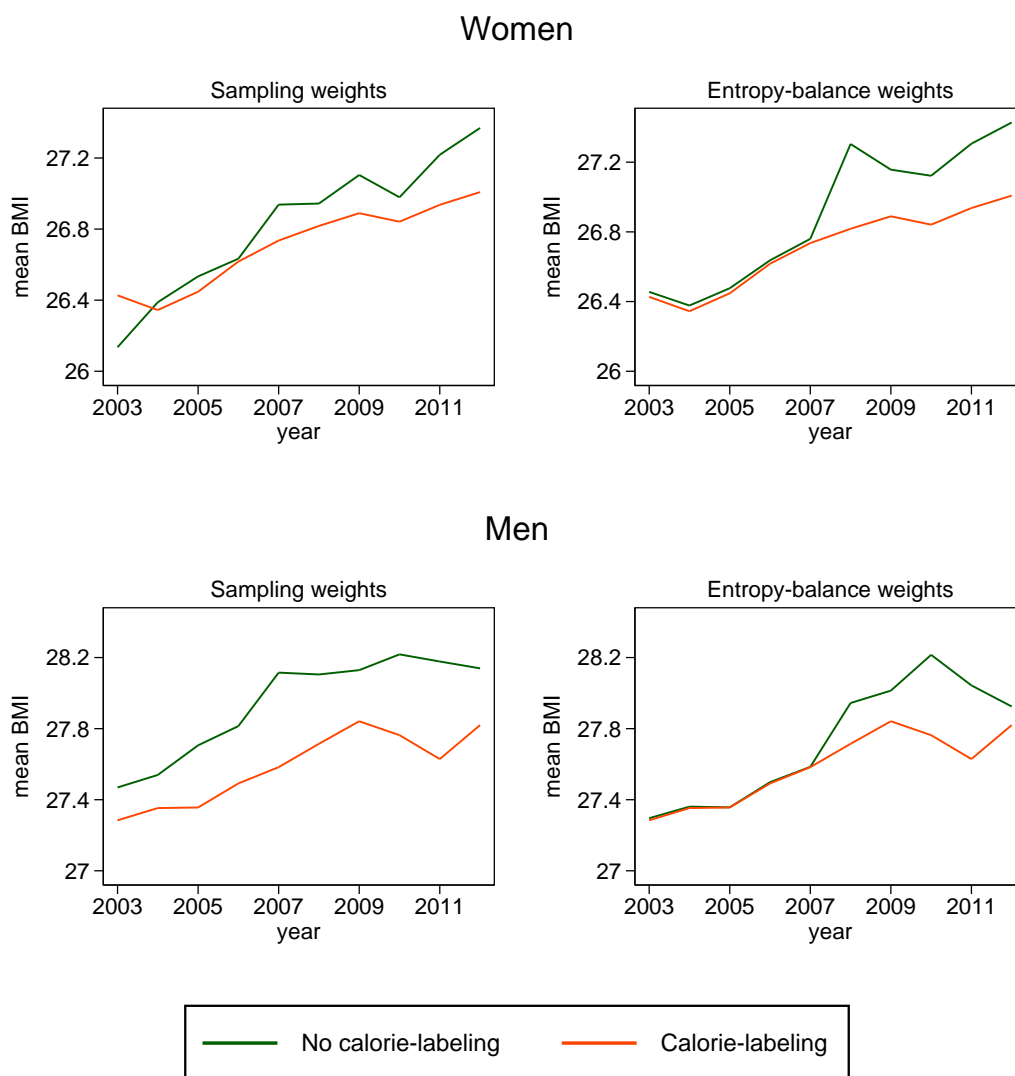 Women
Sampling weights
Entropy-balance weights
mean BMI
27.2
26.8
26.4
26
2003 2005 2007 2009 2011
year
mean BMI
27.2
26.8
26.4
26
2003 2005 2007 2009 2011
year
Men
Sampling weights
Entropy-balance weights
mean BMI
28.2
27.8
27.4
27
2003 2005 2007 2009 2011
year
mean BMI
28.2
27.8
27.4
27
2003 2005 2007 2009 2011
year
No calorie-labeling Calorie-labeling